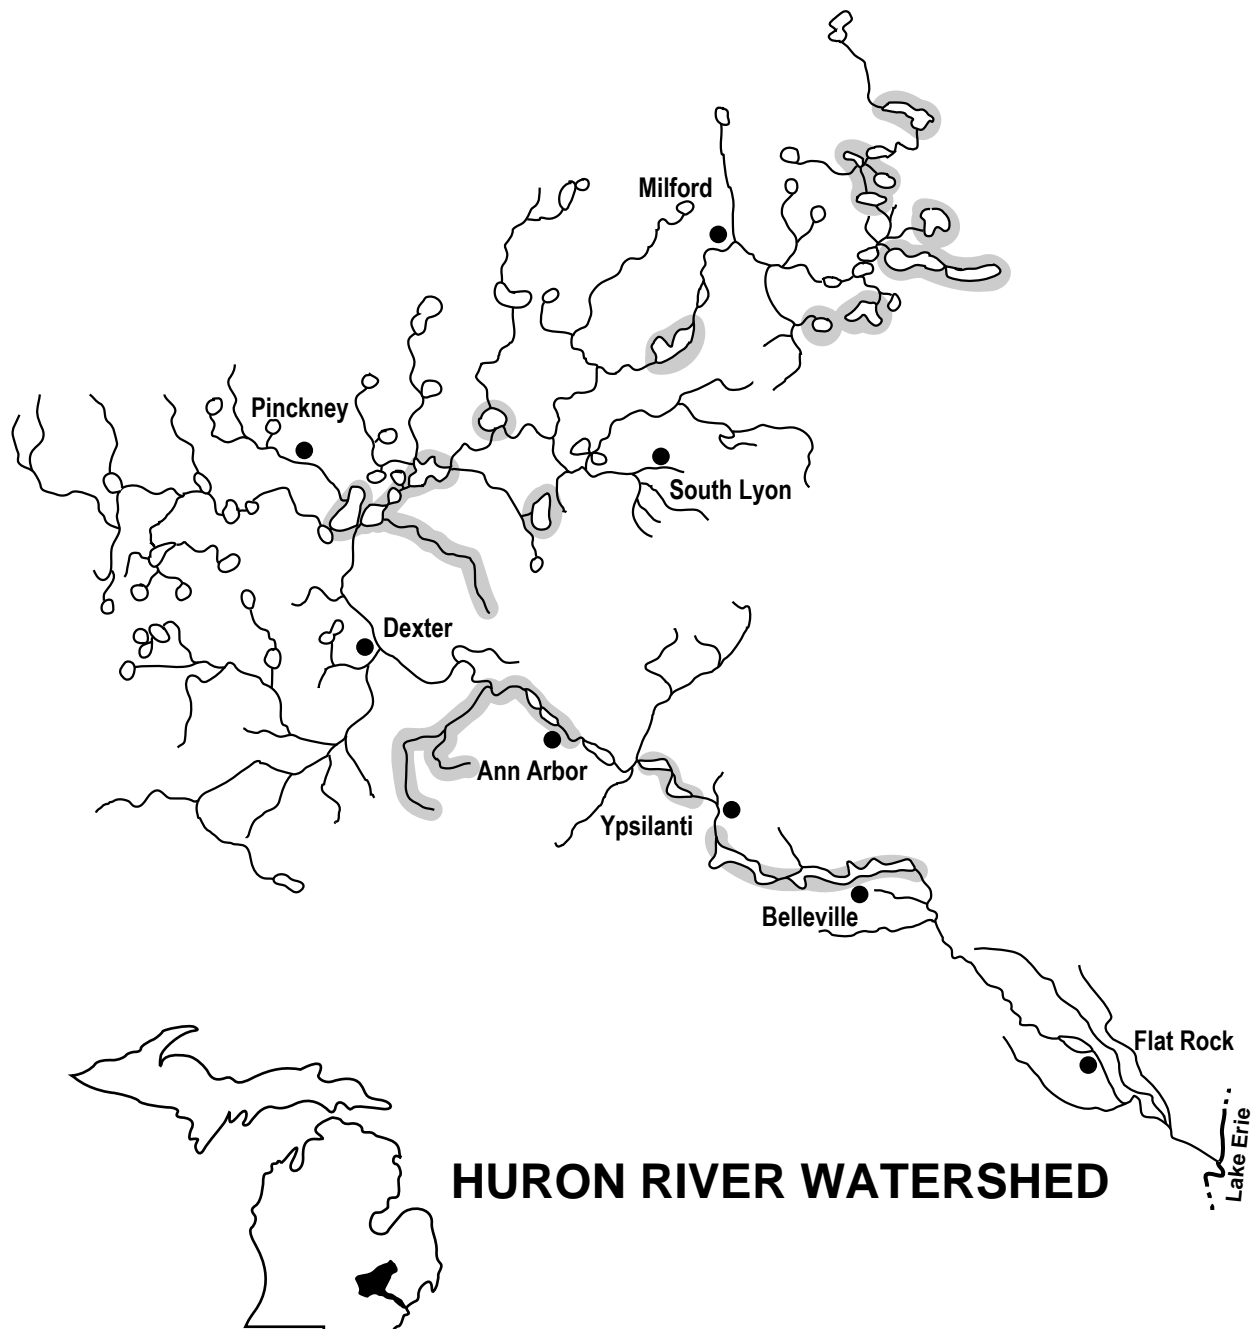 Milford
Pinckney
South Lyon
Dexter
Ann Arbor
Ypsilanti
Belleville
Flat Rock
Lake Erie
HURON RIVER WATERSHED